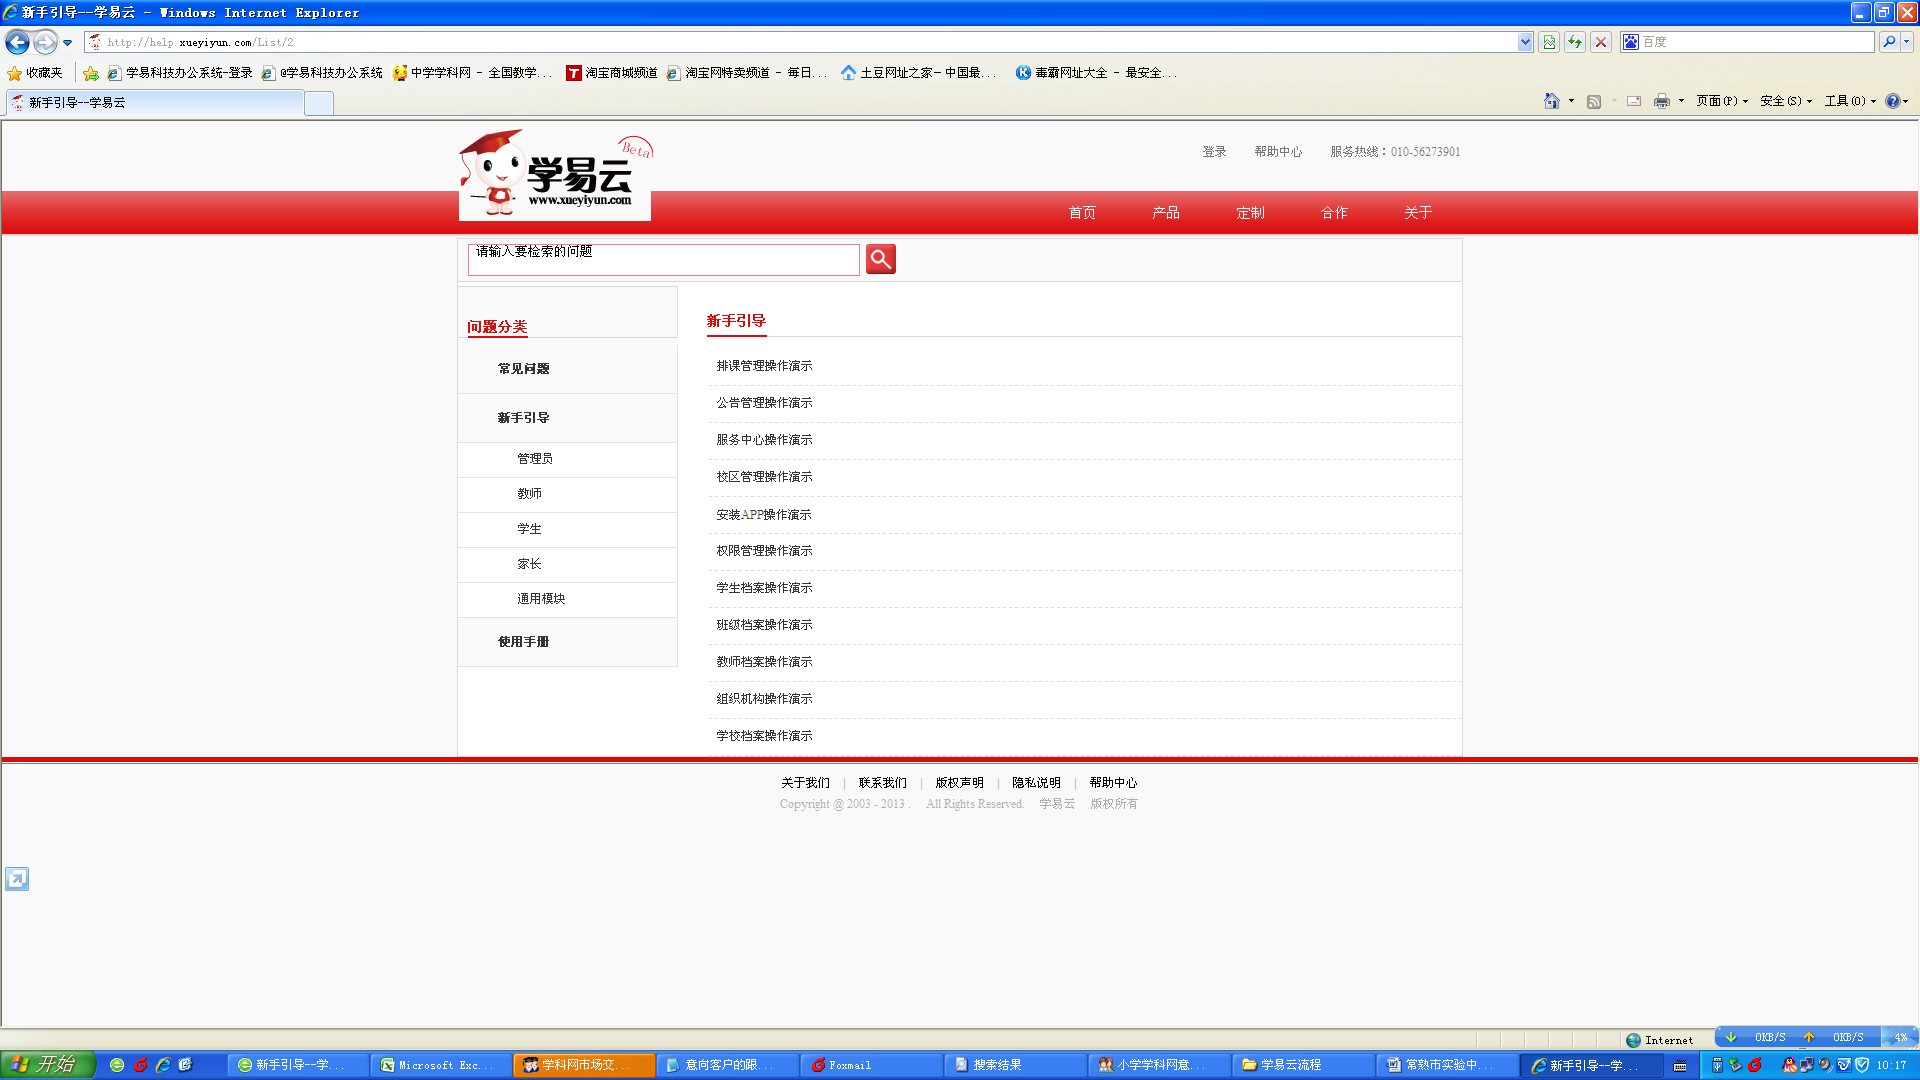 新手引导--学易云 - Windows Internet Explorer
http://help.xueyiyun.com/List/2
百度
收藏夹 学易科技办公系统-登录 @学易科技办公系统 中学学科网 - 全国教学... 淘宝商城频道 淘宝网特卖频道 - 每日... 土豆网址之家-中国最... 毒霸网址大全 - 最安全...
新手引导--学易云
页面(P) 安全(S) 工具(O)
Beta
学易云
www.xueyiyun.com
登录 帮助中心 服务热线：010-56273901
首页 产品 定制 合作 关于
请输入要检索的问题
问题分类
常见问题
新手引导
管理员
教师
学生
家长
通用模块
使用手册
新手引导
排课管理操作演示
公告管理操作演示
服务中心操作演示
校区管理操作演示
安装APP操作演示
权限管理操作演示
学生档案操作演示
班级档案操作演示
教师档案操作演示
组织机构操作演示
学校档案操作演示
关于我们 | 联系我们 | 版权声明 | 隐私说明 | 帮助中心
Copyright @ 2003 - 2013 . All Rights Reserved. 学易云 版权所有
Internet
0KB/S 0KB/S 4%
开始 新手引导--学... Microsoft Exc... 学科网市场交... 意向客户的跟... Foxmail 搜索结果 小学学科网意... 学易云流程 常熟市实验中... 新手引导--学... 10:17